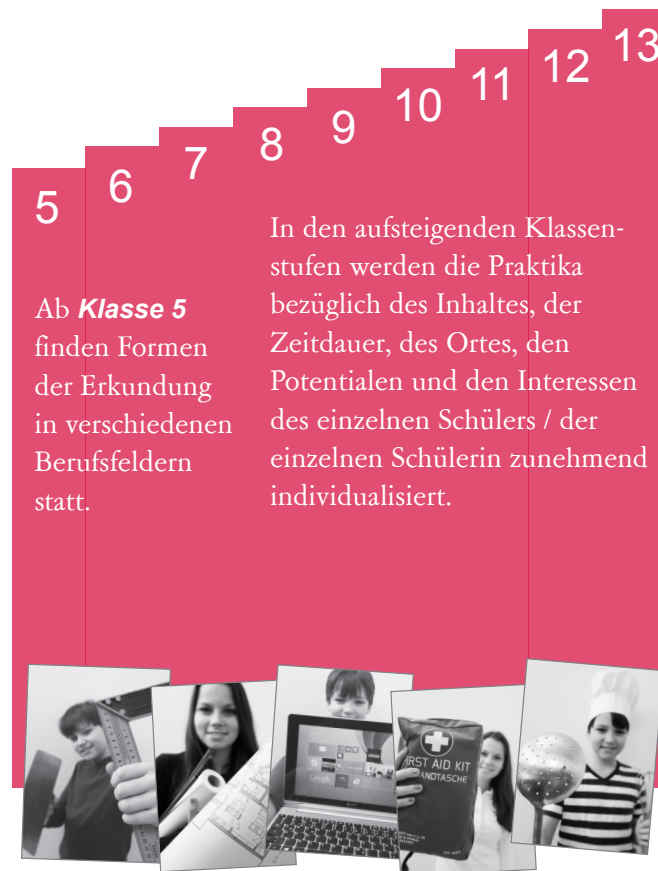 5
6
7
8
9
10
11
12
13
Ab Klasse 5
finden Formen
der Erkundung
in verschiedenen
Berufsfeldern
statt.
In den aufsteigenden Klassen-
stufen werden die Praktika
bezüglich des Inhaltes, der
Zeitdauer, des Ortes, den
Potentialen und den Interessen
des einzelnen Schülers / der
einzelnen Schülerin zunehmend
individualisiert.
Google
FIRST AID KIT
HANDTASCHE